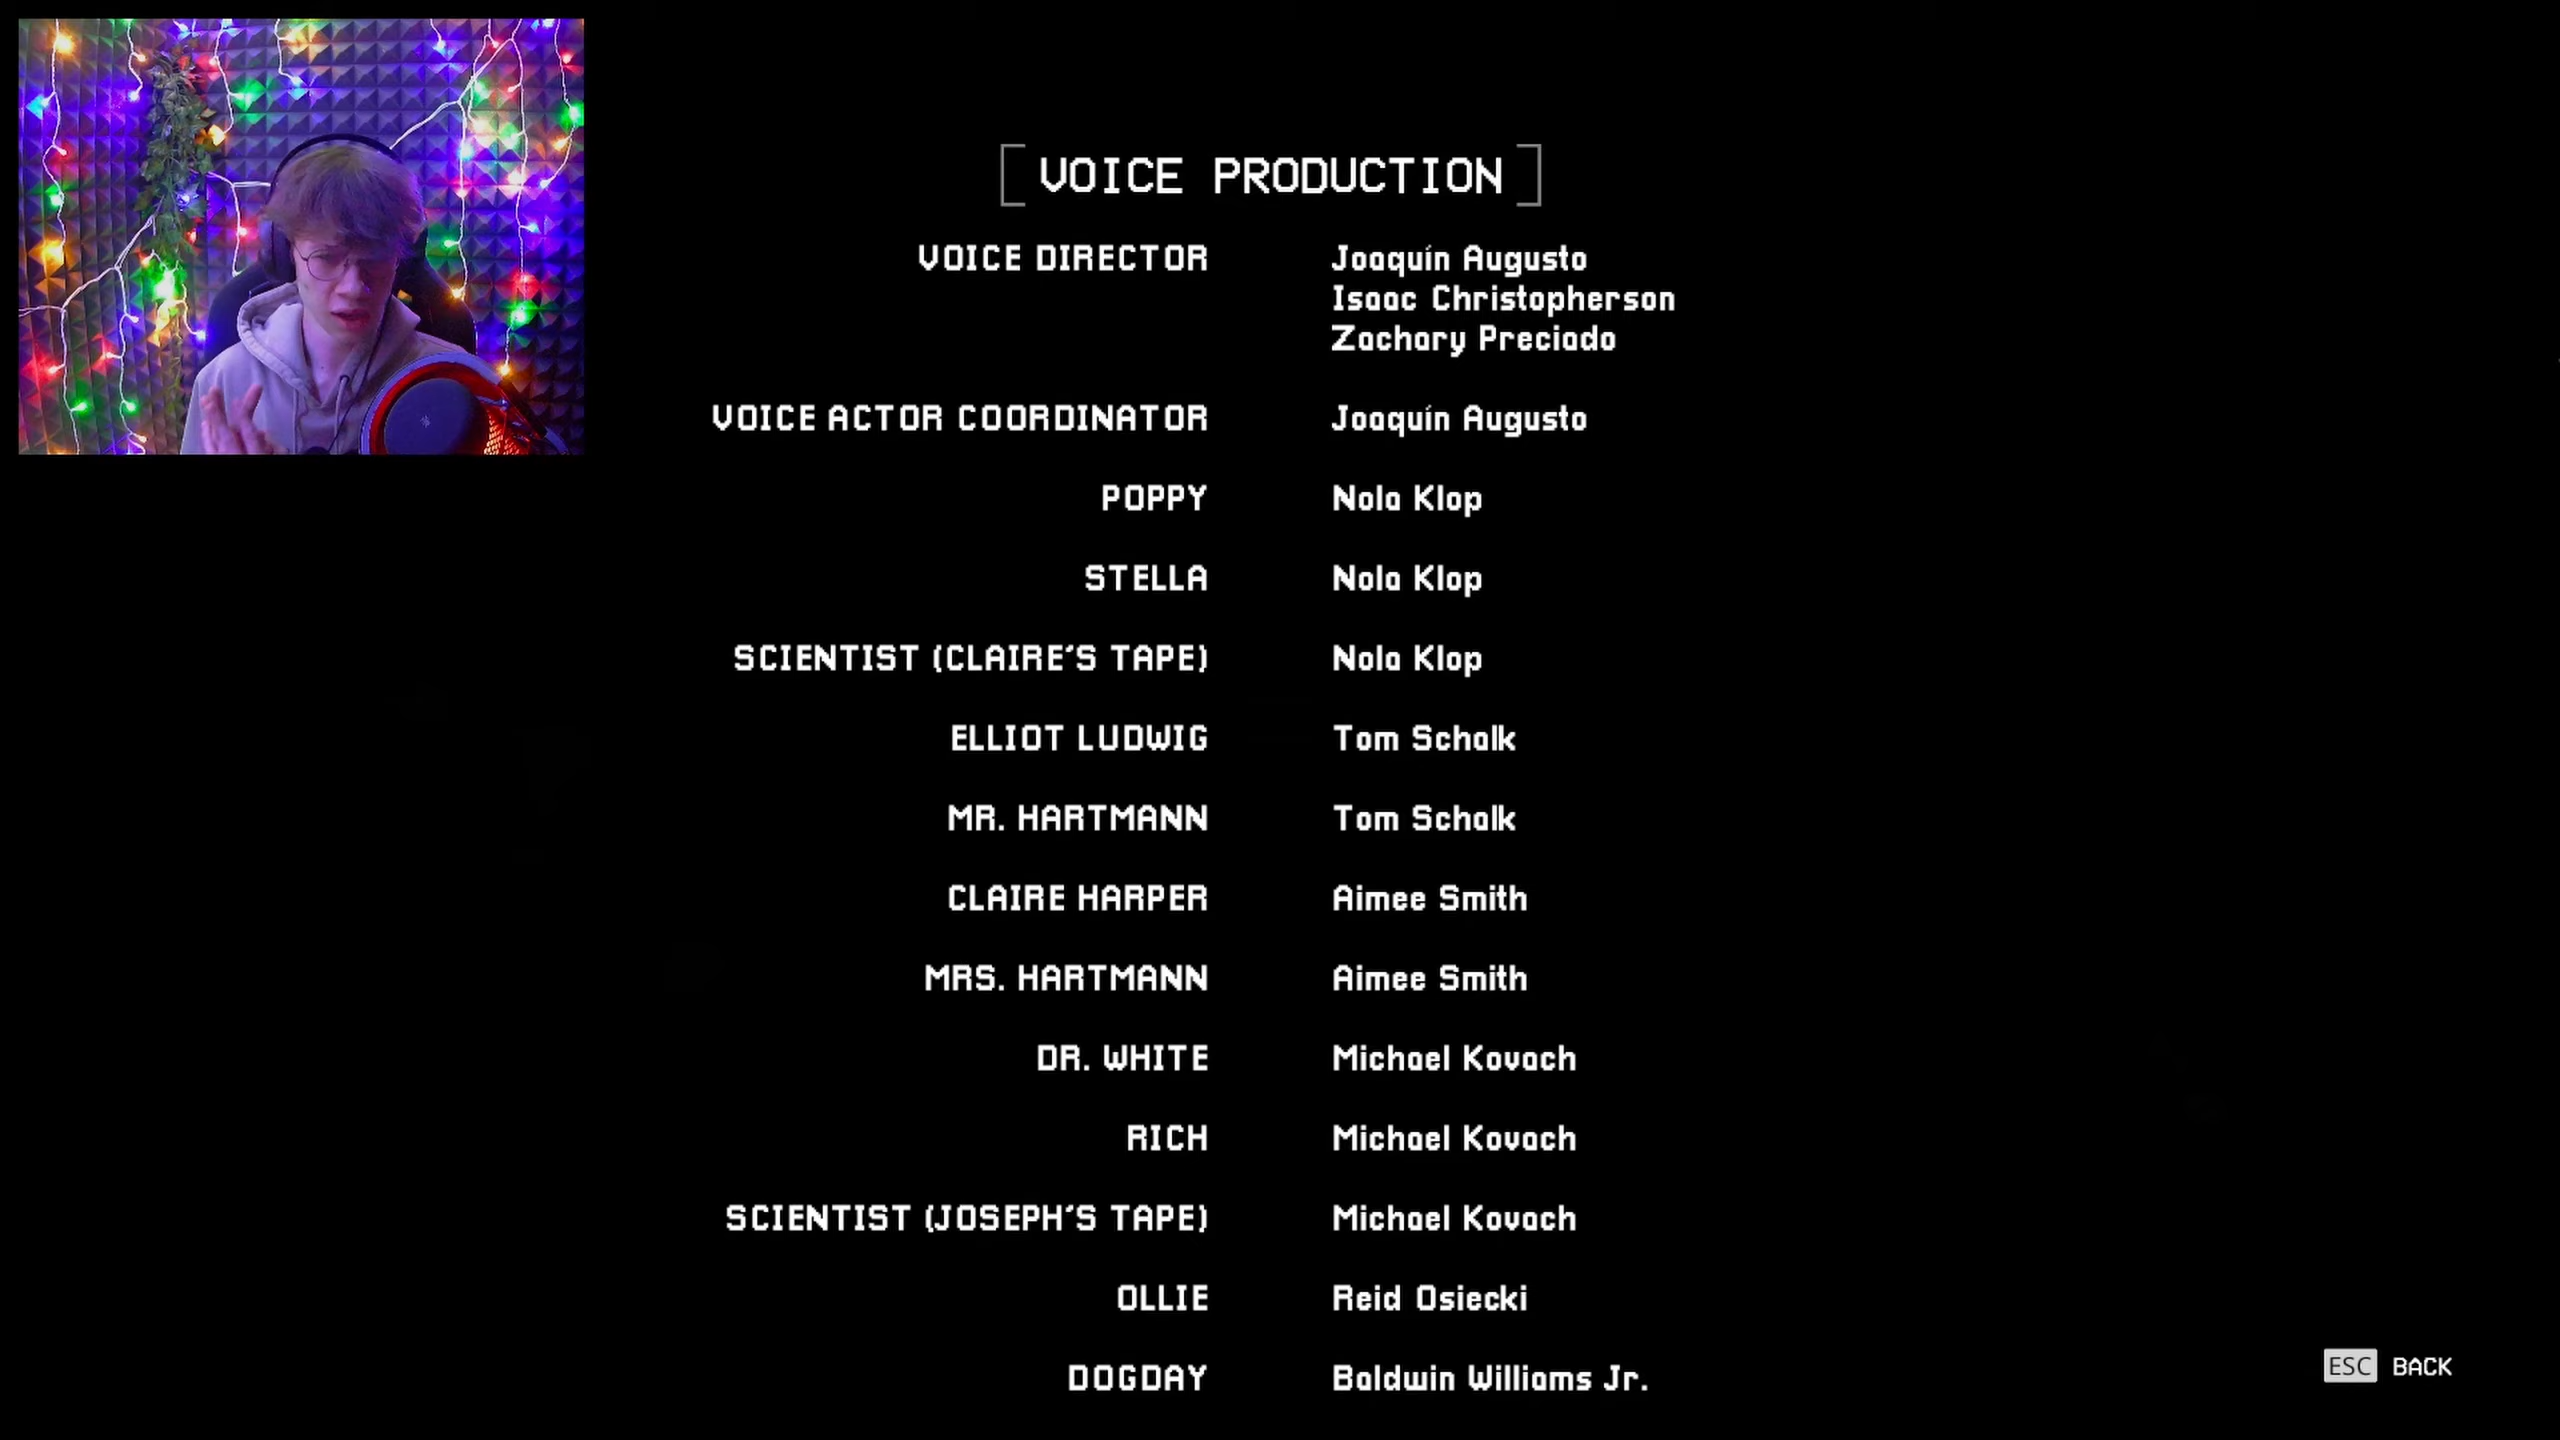 VOICE PRODUCTION
VOICE DIRECTOR Joaquín Augusto
Isaac Christopherson
Zachary Preciado
VOICE ACTOR COORDINATOR Joaquín Augusto
POPPY Nola Klop
STELLA Nola Klop
SCIENTIST (CLAIRE'S TAPE) Nola Klop
ELLIOT LUDWIG Tom Schalk
MR. HARTMANN Tom Schalk
CLAIRE HARPER Aimee Smith
MRS. HARTMANN Aimee Smith
DR. WHITE Michael Kovach
RICH Michael Kovach
SCIENTIST (JOSEPH'S TAPE) Michael Kovach
OLLIE Reid Osiecki
DOGDAY Baldwin Williams Jr.
ESC BACK